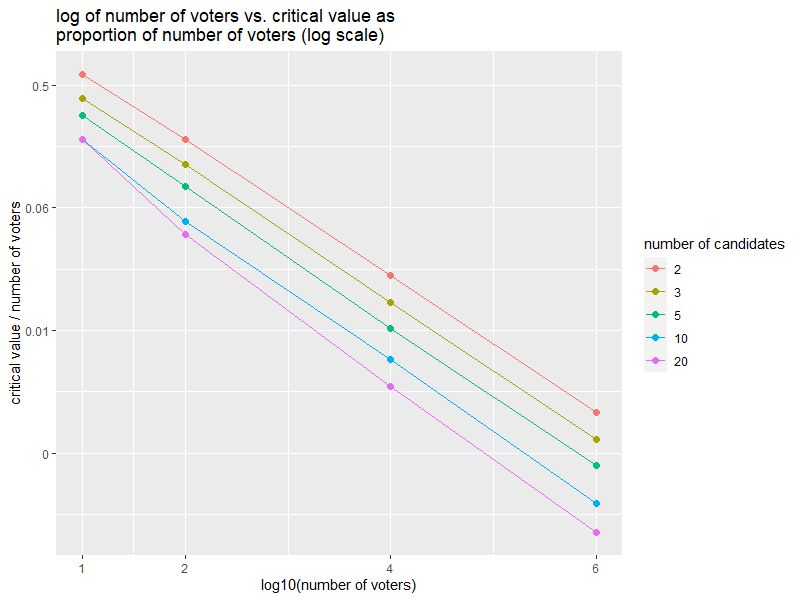 log of number of voters vs. critical value as
proportion of number of voters (log scale)
0.5
0.06
0.01
0
critical value / number of voters
1
2
4
6
log10(number of voters)
number of candidates
2
3
5
10
20